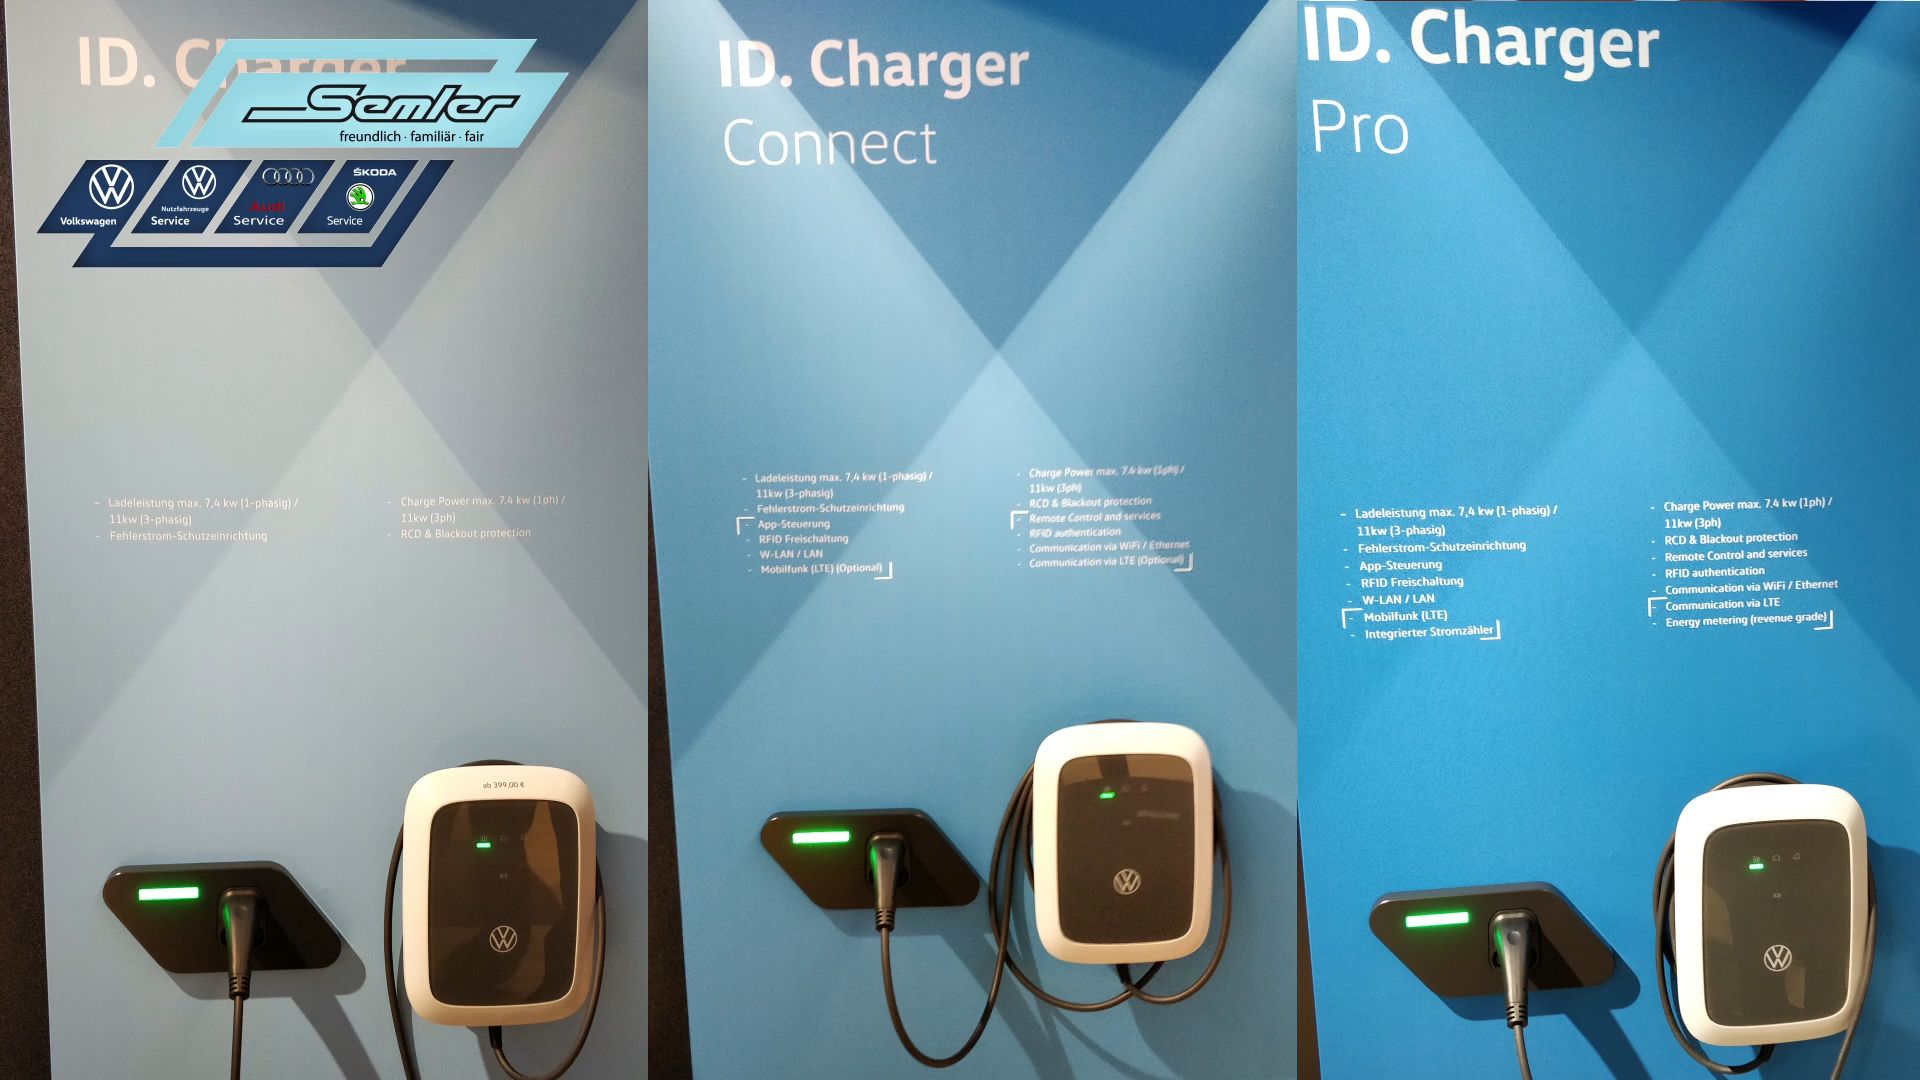 ID. Charger
Semler
freundlich · familiär · fair
Volkswagen
Nutzfahrzeuge
Service
Audi
Service
ŠKODA
Service
- Ladeleistung max. 7,4 kw (1-phasig) /
11kw (3-phasig)
- Fehlerstrom-Schutzeinrichtung
- Charge Power max. 7.4 kw (1ph) /
11kw (3ph)
- RCD & Blackout protection
ab 399,00 €
ID. Charger
Connect
- Ladeleistung max. 7,4 kw (1-phasig) /
11kw (3-phasig)
- Fehlerstrom-Schutzeinrichtung
- App-Steuerung
- RFID Freischaltung
- W-LAN / LAN
- Mobilfunk (LTE) (Optional)
- Charge Power max. 7.4 kw (1ph) /
11kw (3ph)
- RCD & Blackout protection
- Remote Control and services
- RFID authentication
- Communication via WiFi / Ethernet
- Communication via LTE (Optional)
ID. Charger
Pro
- Ladeleistung max. 7,4 kw (1-phasig) /
11kw (3-phasig)
- Fehlerstrom-Schutzeinrichtung
- App-Steuerung
- RFID Freischaltung
- W-LAN / LAN
- Mobilfunk (LTE)
- Integrierter Stromzähler
- Charge Power max. 7.4 kw (1ph) /
11kw (3ph)
- RCD & Blackout protection
- Remote Control and services
- RFID authentication
- Communication via WiFi / Ethernet
- Communication via LTE
- Energy metering (revenue grade)